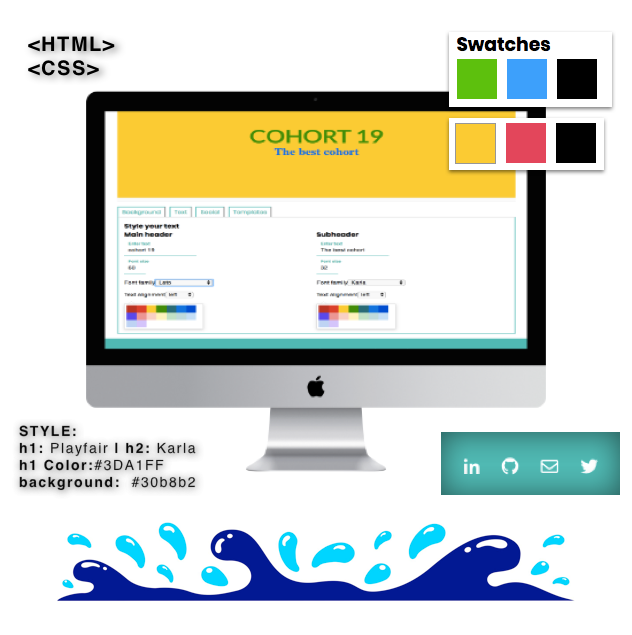 <HTML>
<CSS>
Swatches
COHORT 19
The best cohort
Background Text Social Templates
Style your text
Main header
Subheader
Enter text
Enter text
cohort 19
The best cohort
Font size
Font size
60
32
Font family Lato
Font family Karla
Text alignment left
Text alignment left
STYLE:
h1: Playfair | h2: Karla
h1 Color:#3DA1FF
background: #30b8b2
in